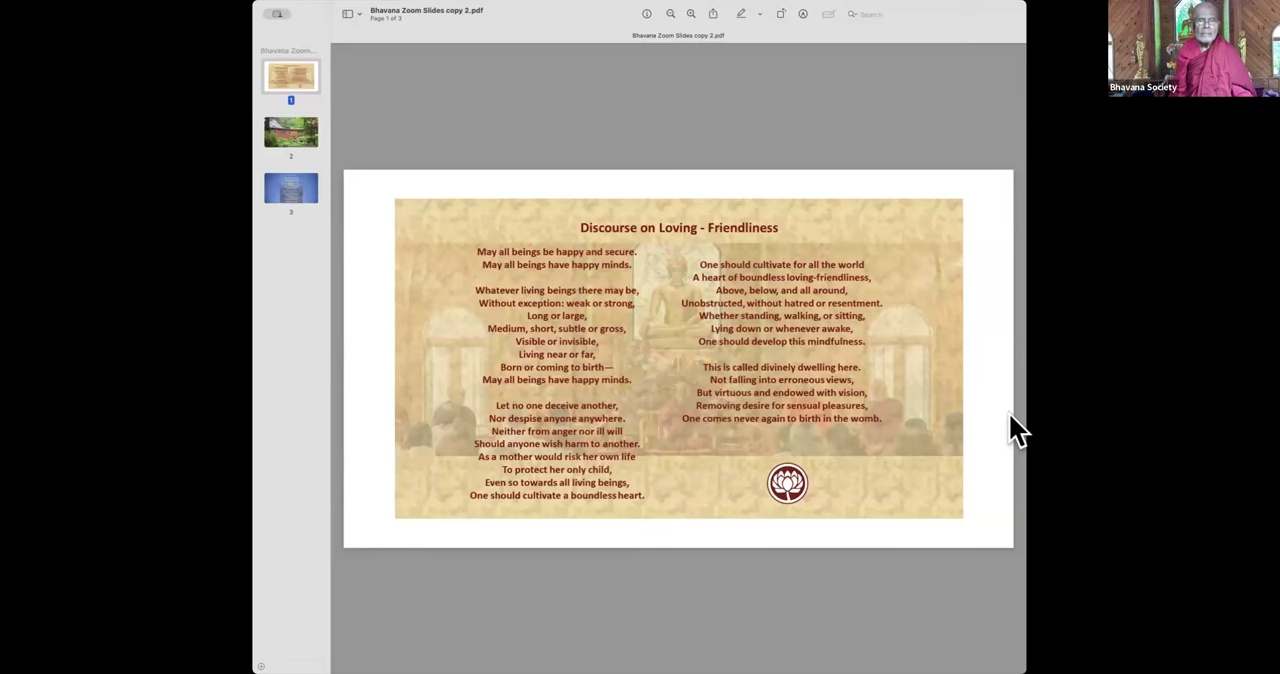 Bhavana Zoom Slides copy 2.pdf
Page 1 of 3
Search
Bhavana Zoom Slides copy 2.pdf
Bhavana Zoom...
1
2
3
Bhavana Society
Discourse on Loving - Friendliness
May all beings be happy and secure.
May all beings have happy minds.
Whatever living beings there may be,
Without exception: weak or strong,
Long or large,
Medium, short, subtle or gross,
Visible or invisible,
Living near or far,
Born or coming to birth—
May all beings have happy minds.
Let no one deceive another,
Nor despise anyone anywhere.
Neither from anger nor ill will
Should anyone wish harm to another.
As a mother would risk her own life
To protect her only child,
Even so towards all living beings,
One should cultivate a boundless heart.
One should cultivate for all the world
A heart of boundless loving-friendliness,
Above, below, and all around,
Unobstructed, without hatred or resentment.
Whether standing, walking, or sitting,
Lying down or whenever awake,
One should develop this mindfulness.
This is called divinely dwelling here.
Not falling into erroneous views,
But virtuous and endowed with vision,
Removing desire for sensual pleasures,
One comes never again to birth in the womb.